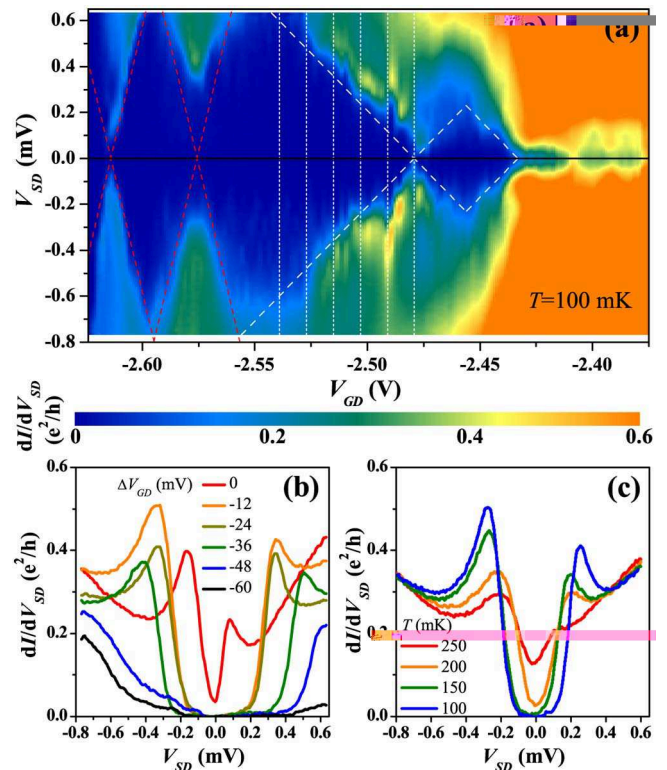 (a)
0.6
0.4
0.2
0.0
-0.2
-0.4
-0.6
-0.8
V_SD (mV)
T=100 mK
-2.60 -2.55 -2.50 -2.45 -2.40
V_GD (V)
dI/dV_SD (e²/h)
0 0.2 0.4 0.6
(b)
ΔV_GD (mV)
0
-12
-24
-36
-48
-60
0.6
0.4
0.2
0.0
dI/dV_SD (e²/h)
-0.8 -0.6 -0.4 -0.2 0.0 0.2 0.4 0.6
V_SD (mV)
(c)
T (mK)
250
200
150
100
0.6
0.4
0.2
0.0
dI/dV_SD (e²/h)
-0.8 -0.6 -0.4 -0.2 0.0 0.2 0.4 0.6
V_SD (mV)